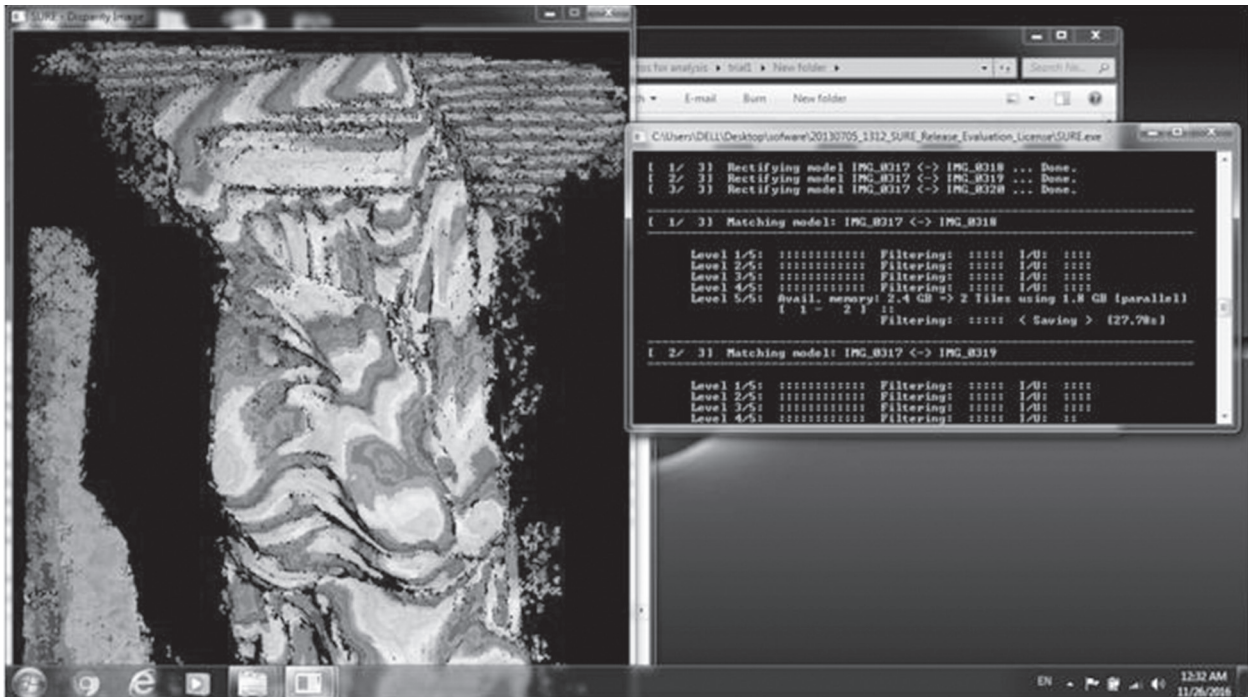 SURE - Disparity Image
tos for analysis ▸ trial1 ▸ New folder ▸
E-mail Burn New folder
C:\Users\DELL\Desktop\sofware\20130705_1312_SURE_Release_Evaluation_License\SURE.exe
[ 1/ 3] Rectifying model IMG_0317 <-> IMG_0318 ... Done.
[ 2/ 3] Rectifying model IMG_0317 <-> IMG_0319 ... Done.
[ 3/ 3] Rectifying model IMG_0317 <-> IMG_0320 ... Done.
[ 1/ 3] Matching model: IMG_0317 <-> IMG_0318
Level 1/5: :::::::::::: Filtering: ::::: I/U: ::::
Level 2/5: :::::::::::: Filtering: ::::: I/U: ::::
Level 3/5: :::::::::::: Filtering: ::::: I/U: ::::
Level 4/5: :::::::::::: Filtering: ::::: I/U: ::::
Level 5/5: Avail. memory: 2.4 GB -> 2 Tiles using 1.8 GB (parallel)
[ 1 - 2 ] ::
Filtering: ::::: < Saving > [27.70s]
[ 2/ 3] Matching model: IMG_0317 <-> IMG_0319
Level 1/5: :::::::::::: Filtering: ::::: I/U: ::::
Level 2/5: :::::::::::: Filtering: ::::: I/U: ::::
Level 3/5: :::::::::::: Filtering: ::::: I/U: ::::
Level 4/5: :::::::::::: Filtering: ::::: I/U: ::
EN
12:32 AM
11/26/2016